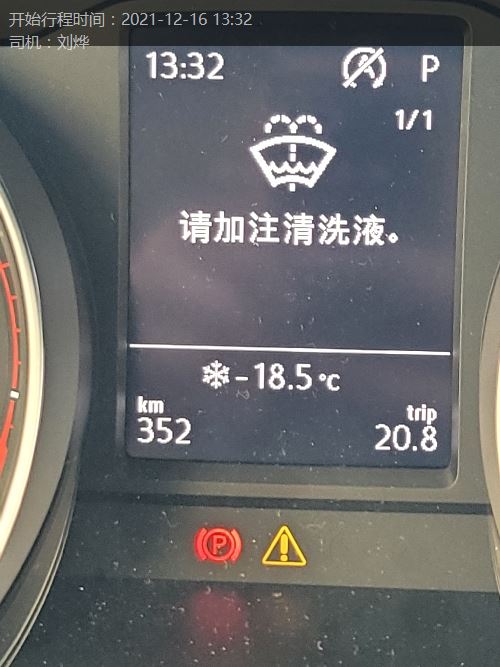 开始行程时间：2021-12-16 13:32
司机：刘烨
13:32 A P
1/1
请加注清洗液。
-18.5℃
km trip
352 20.8
P